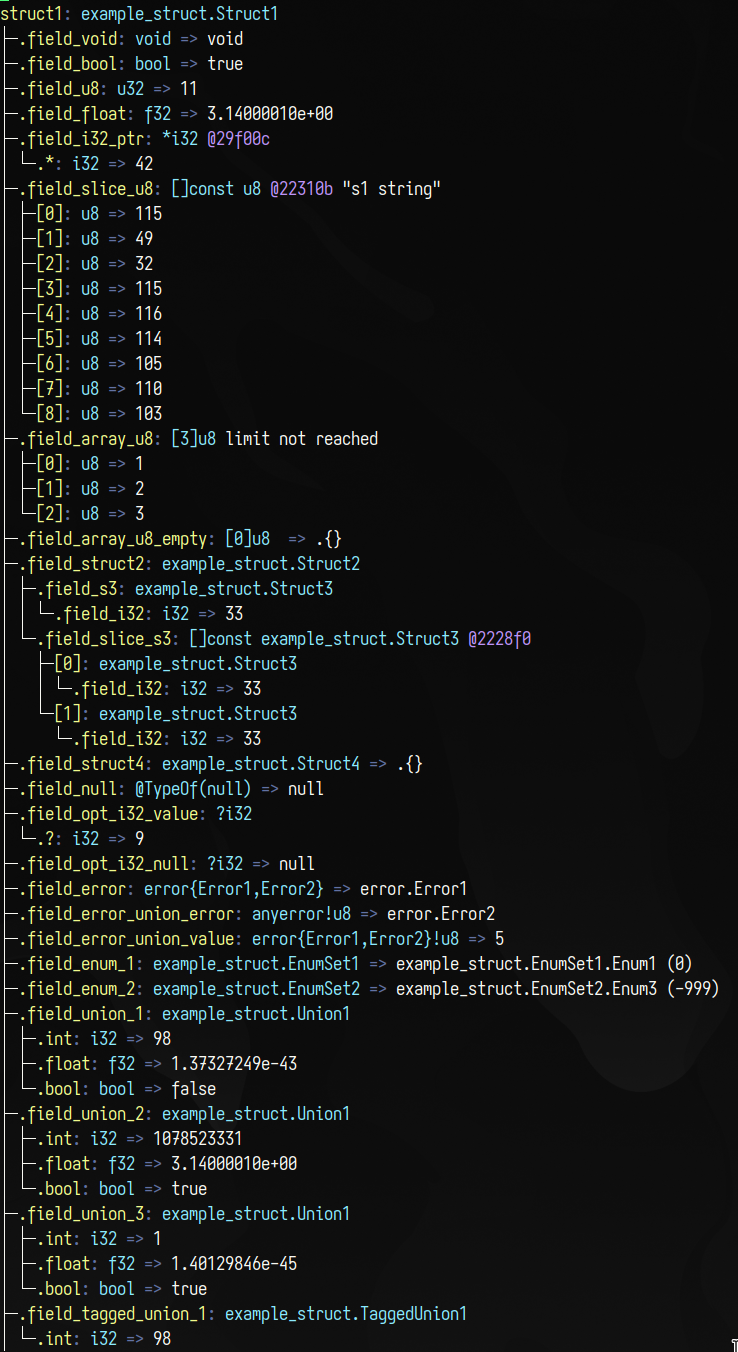 struct1: example_struct.Struct1
.field_void: void => void
.field_bool: bool => true
.field_u8: u32 => 11
.field_float: f32 => 3.14000010e+00
.field_i32_ptr: *i32 @29f00c
.*: i32 => 42
.field_slice_u8: []const u8 @22310b "s1 string"
[0]: u8 => 115
[1]: u8 => 49
[2]: u8 => 32
[3]: u8 => 115
[4]: u8 => 116
[5]: u8 => 114
[6]: u8 => 105
[7]: u8 => 110
[8]: u8 => 103
.field_array_u8: [3]u8 limit not reached
[0]: u8 => 1
[1]: u8 => 2
[2]: u8 => 3
.field_array_u8_empty: [0]u8  => .{}
.field_struct2: example_struct.Struct2
.field_s3: example_struct.Struct3
.field_i32: i32 => 33
.field_slice_s3: []const example_struct.Struct3 @2228f0
[0]: example_struct.Struct3
.field_i32: i32 => 33
[1]: example_struct.Struct3
.field_i32: i32 => 33
.field_struct4: example_struct.Struct4 => .{}
.field_null: @TypeOf(null) => null
.field_opt_i32_value: ?i32
.?: i32 => 9
.field_opt_i32_null: ?i32 => null
.field_error: error{Error1,Error2} => error.Error1
.field_error_union_error: anyerror!u8 => error.Error2
.field_error_union_value: error{Error1,Error2}!u8 => 5
.field_enum_1: example_struct.EnumSet1 => example_struct.EnumSet1.Enum1 (0)
.field_enum_2: example_struct.EnumSet2 => example_struct.EnumSet2.Enum3 (-999)
.field_union_1: example_struct.Union1
.int: i32 => 98
.float: f32 => 1.37327249e-43
.bool: bool => false
.field_union_2: example_struct.Union1
.int: i32 => 1078523331
.float: f32 => 3.14000010e+00
.bool: bool => true
.field_union_3: example_struct.Union1
.int: i32 => 1
.float: f32 => 1.40129846e-45
.bool: bool => true
.field_tagged_union_1: example_struct.TaggedUnion1
.int: i32 => 98